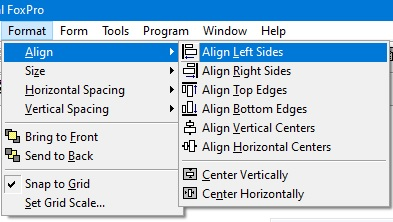 al FoxPro
Format Form Tools Program Window Help
Align
Size
Horizontal Spacing
Vertical Spacing
Bring to Front
Send to Back
Snap to Grid
Set Grid Scale...
Align Left Sides
Align Right Sides
Align Top Edges
Align Bottom Edges
Align Vertical Centers
Align Horizontal Centers
Center Vertically
Center Horizontally